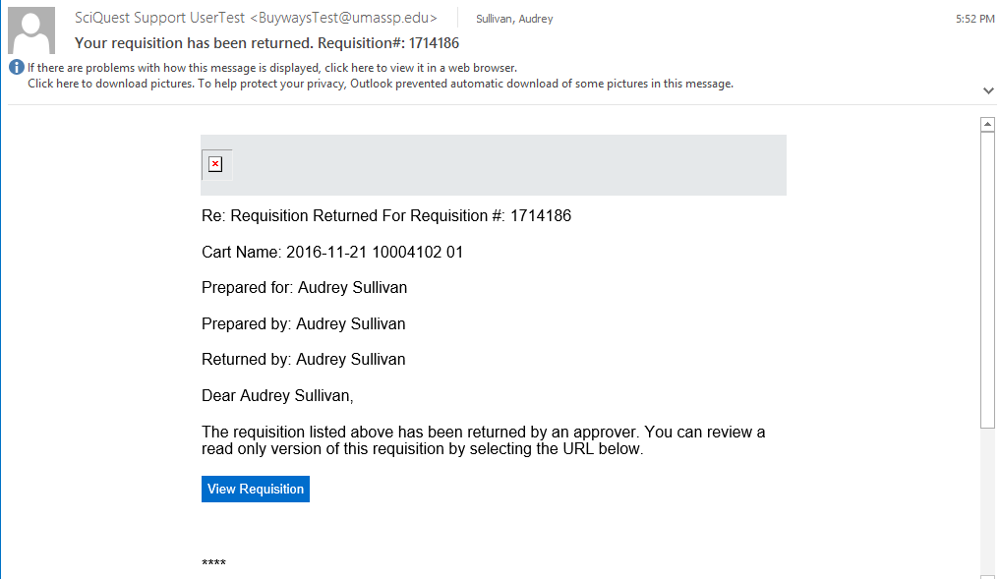 SciQuest Support UserTest <BuywaysTest@umassp.edu>
Sullivan, Audrey
5:52 PM
Your requisition has been returned. Requisition#: 1714186
If there are problems with how this message is displayed, click here to view it in a web browser.
Click here to download pictures. To help protect your privacy, Outlook prevented automatic download of some pictures in this message.
Re: Requisition Returned For Requisition #: 1714186
Cart Name: 2016-11-21 10004102 01
Prepared for: Audrey Sullivan
Prepared by: Audrey Sullivan
Returned by: Audrey Sullivan
Dear Audrey Sullivan,
The requisition listed above has been returned by an approver. You can review a
read only version of this requisition by selecting the URL below.
View Requisition
****